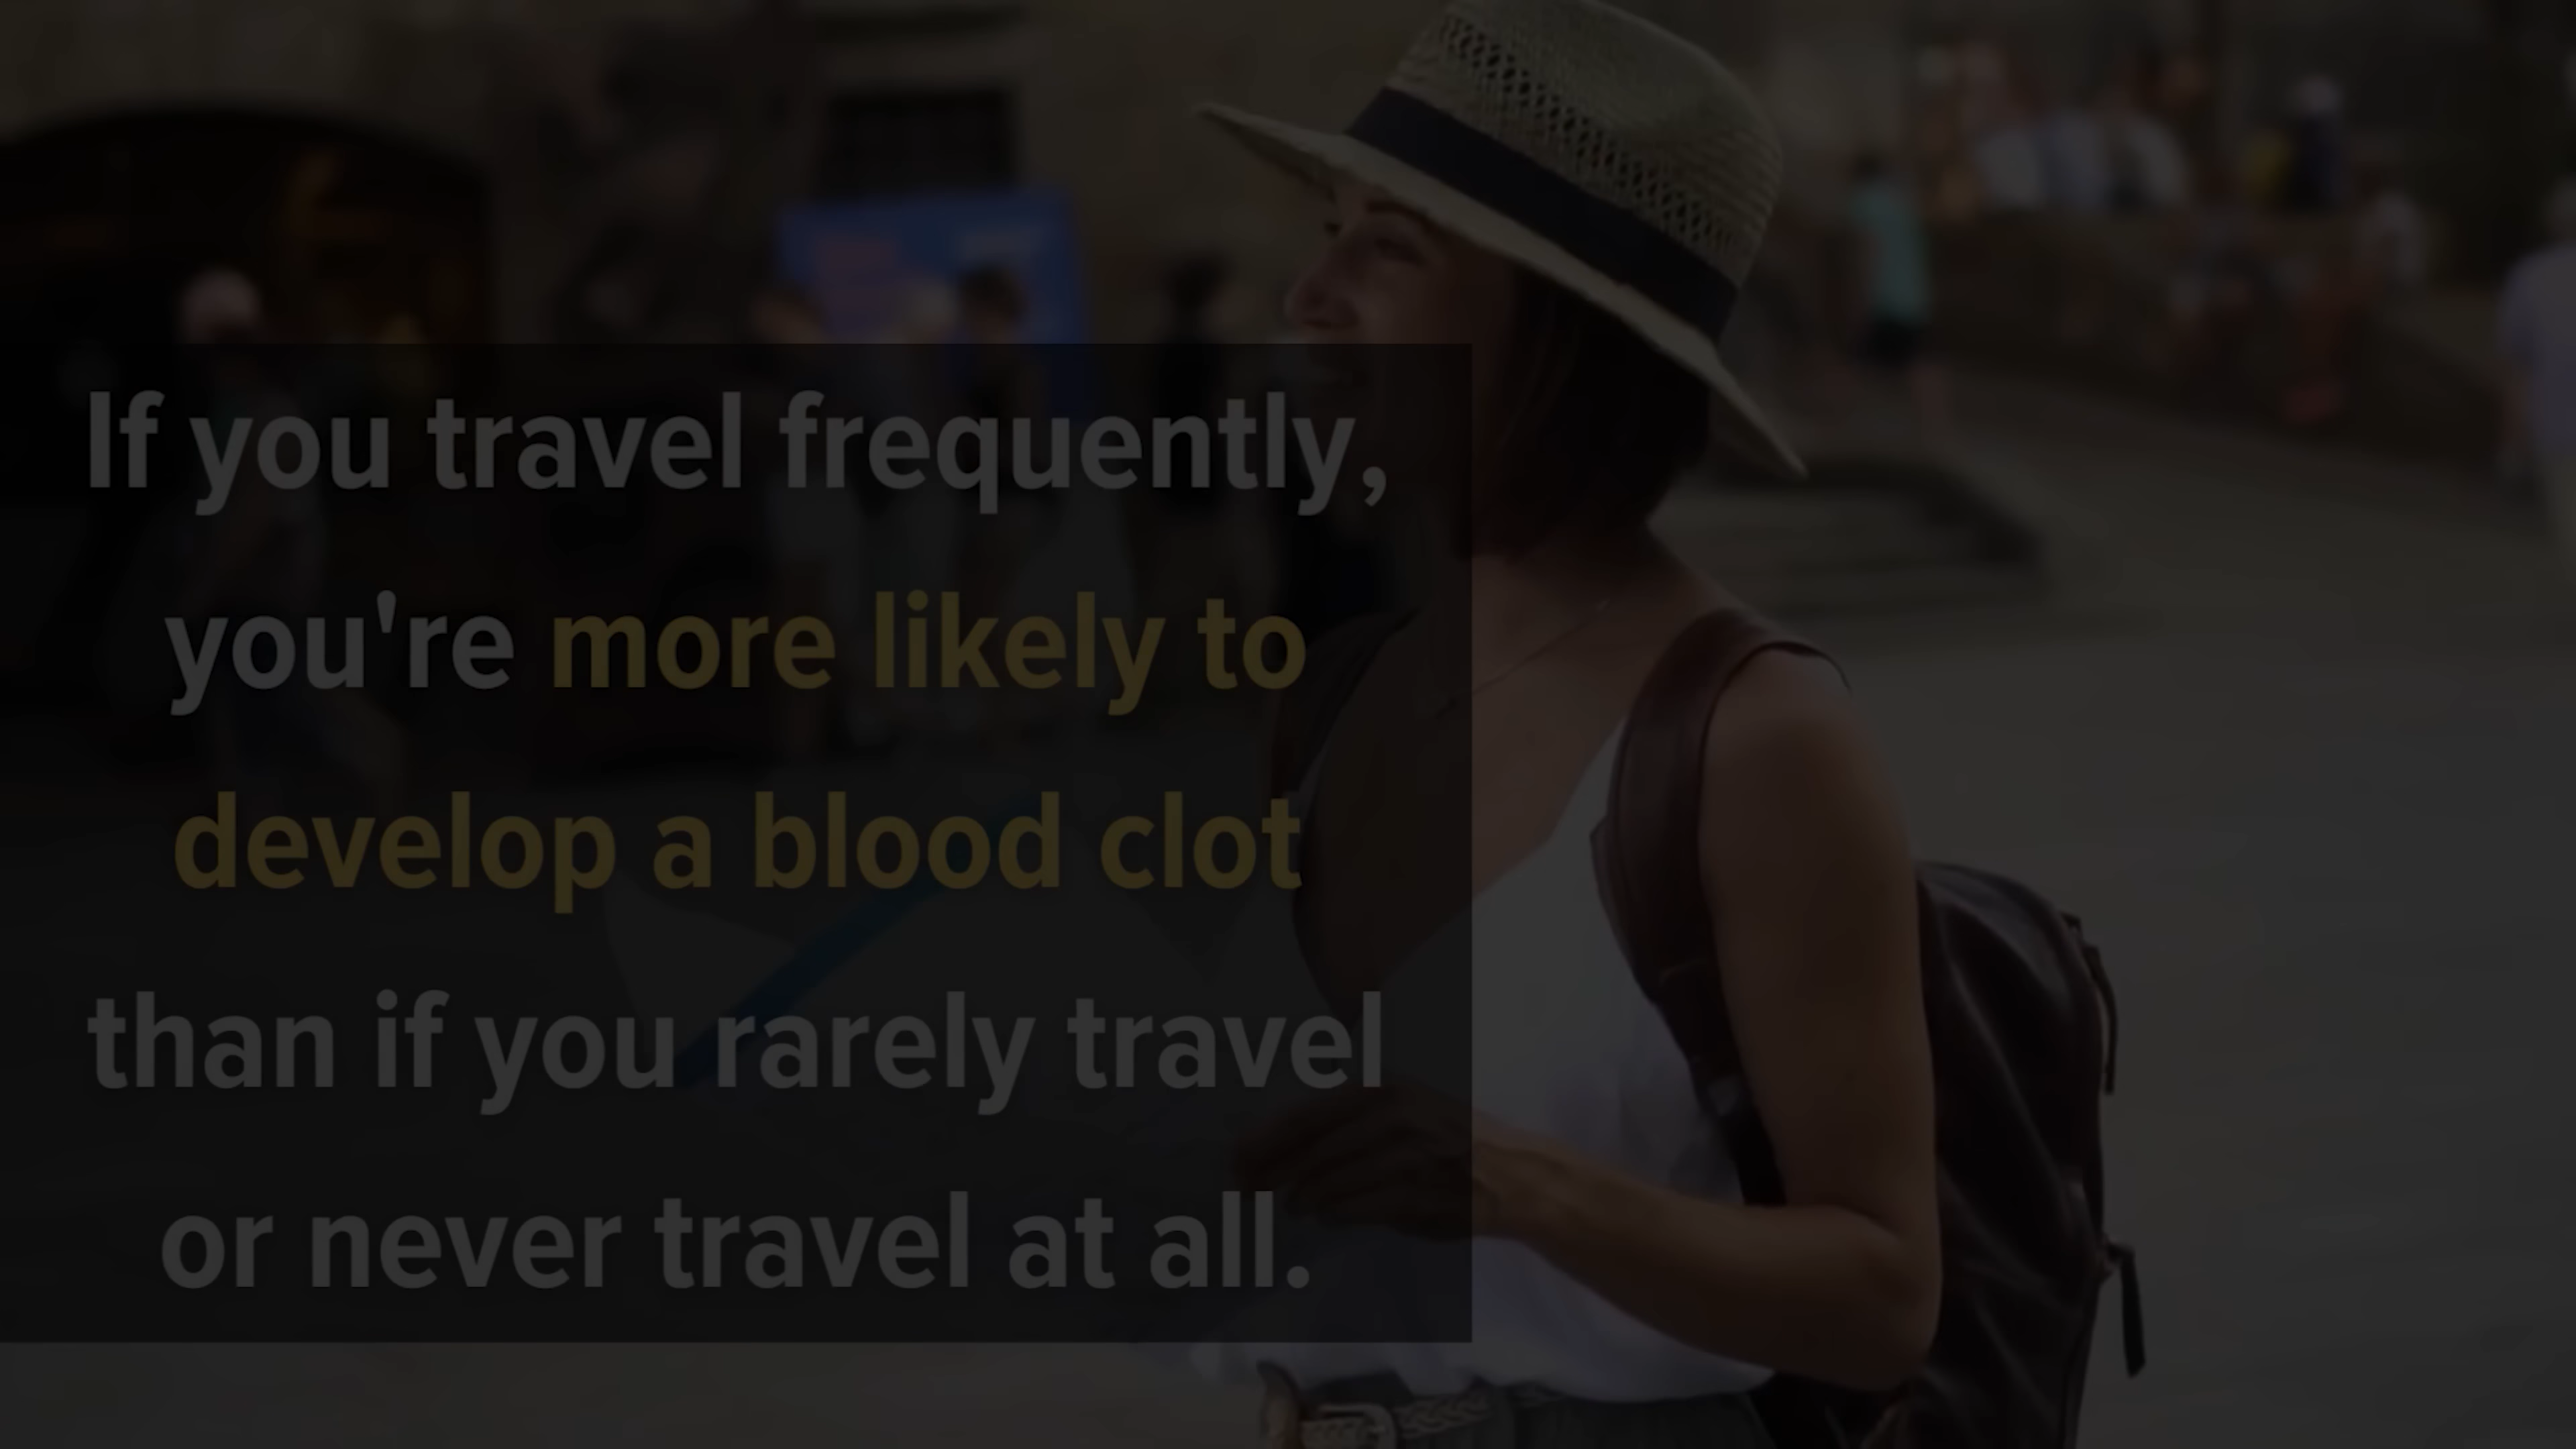 If you travel frequently,
you're more likely to
develop a blood clot
than if you rarely travel
or never travel at all.